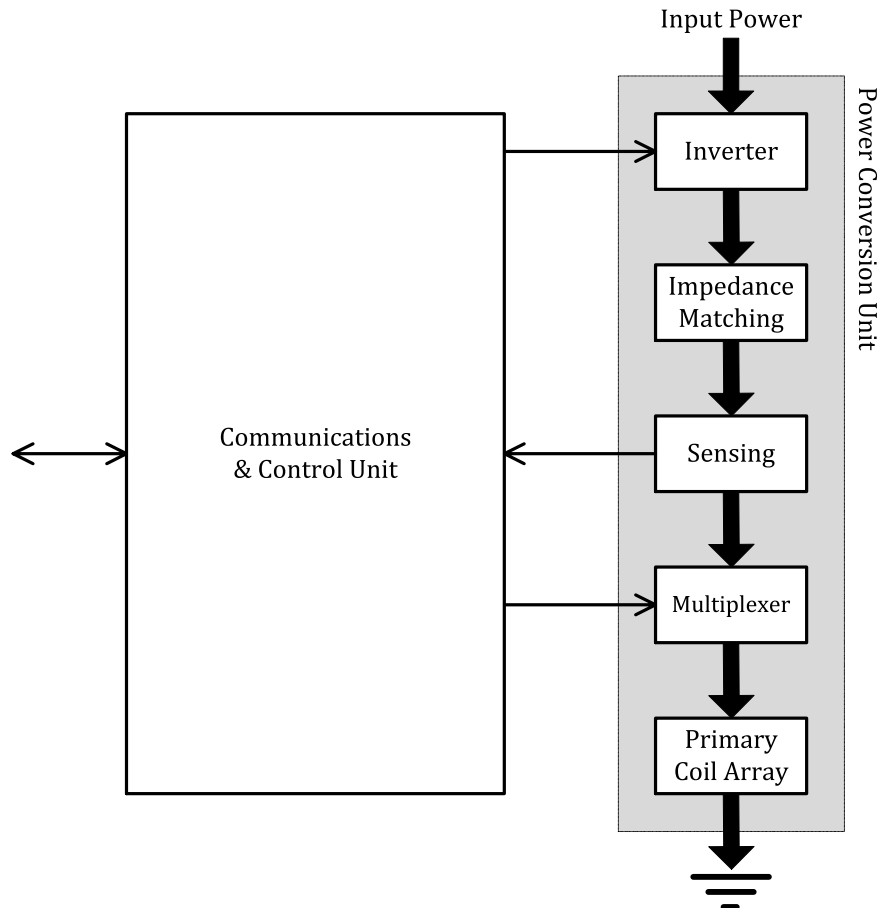 Input Power
Power Conversion Unit
Inverter
Impedance
Matching
Communications
& Control Unit
Sensing
Multiplexer
Primary
Coil Array